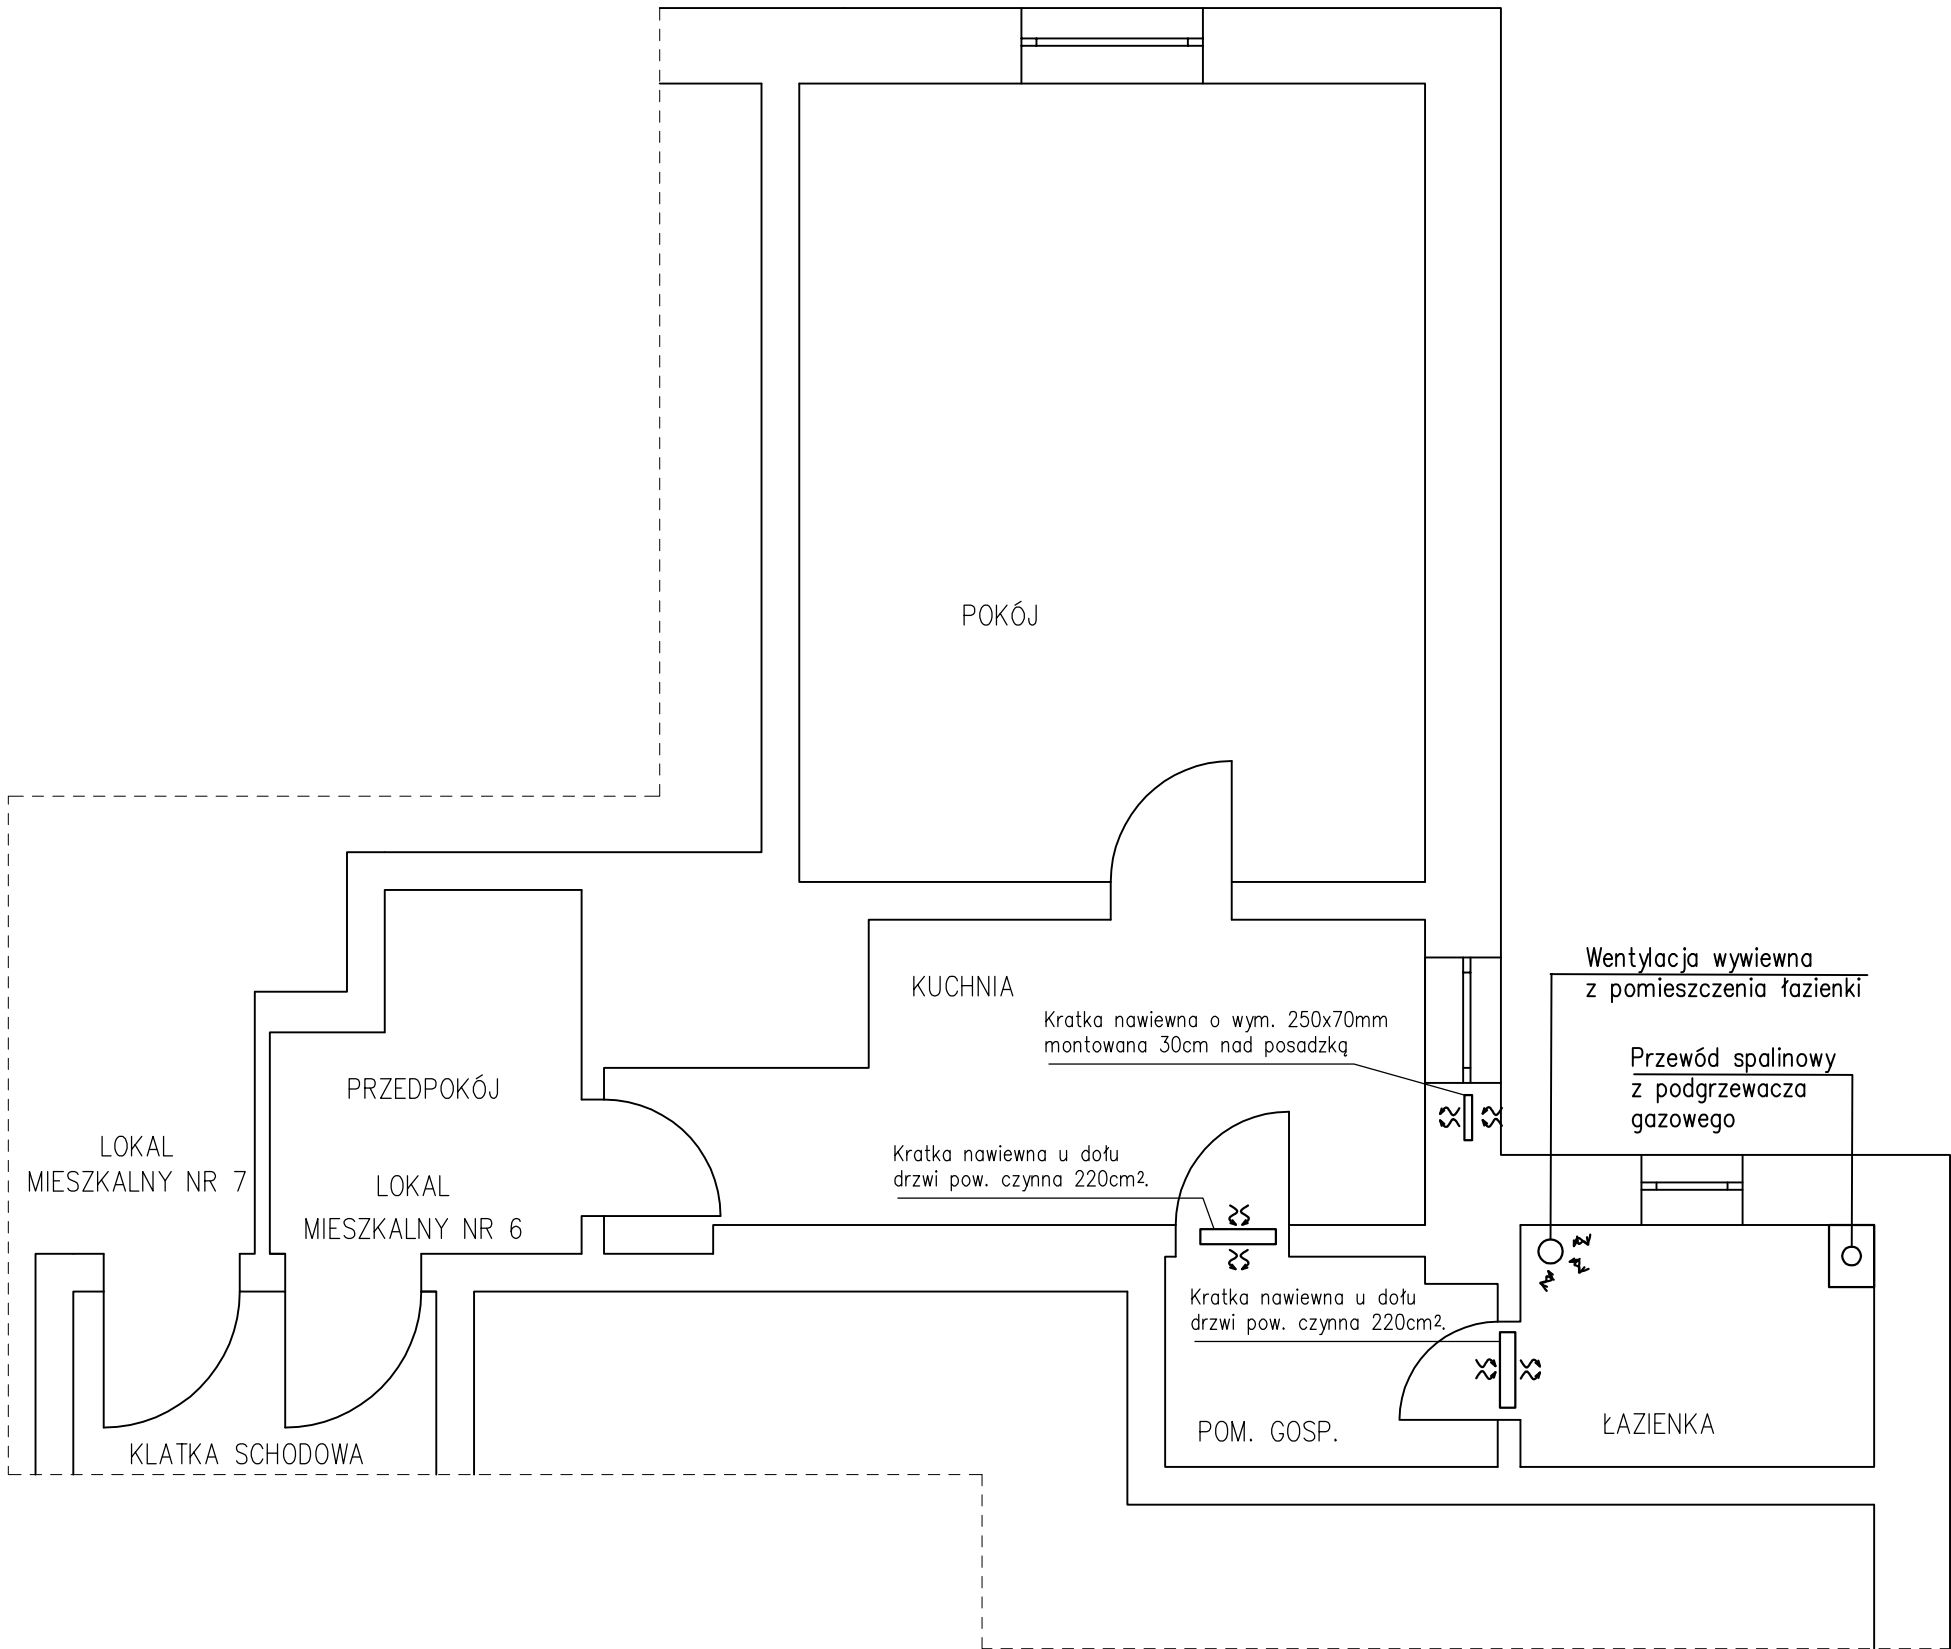 POKÓJ
Wentylacja wywiewna
z pomieszczenia łazienki
KUCHNIA
Kratka nawiewna o wym. 250x70mm
montowana 30cm nad posadzką
Przewód spalinowy
z podgrzewacza
gazowego
PRZEDPOKÓJ
LOKAL
MIESZKALNY NR 7
LOKAL
MIESZKALNY NR 6
Kratka nawiewna u dołu
drzwi pow. czynna 220cm².
Kratka nawiewna u dołu
drzwi pow. czynna 220cm².
POM. GOSP.
ŁAZIENKA
KLATKA SCHODOWA